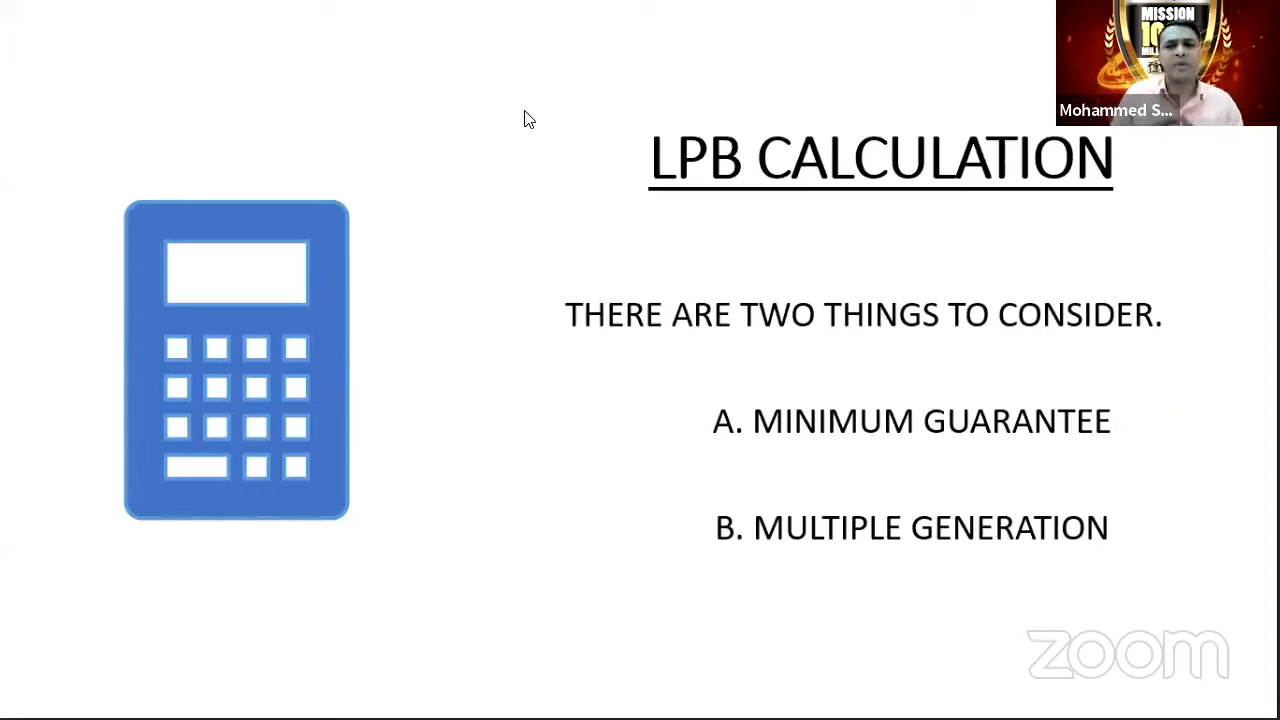 MISSION
Mohammed S...
LPB CALCULATION
THERE ARE TWO THINGS TO CONSIDER.
A. MINIMUM GUARANTEE
B. MULTIPLE GENERATION
zoom